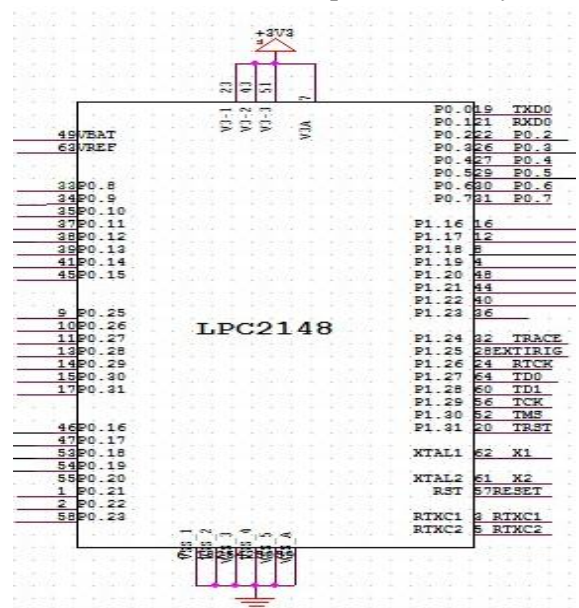 +3V3
23 43 51 7
V3-1 V3-2 V3-3 V3A
49 VBAT
63 VREF
33 P0.8
34 P0.9
35 P0.10
37 P0.11
38 P0.12
39 P0.13
41 P0.14
45 P0.15
9 P0.25
10 P0.26
11 P0.27
13 P0.28
14 P0.29
15 P0.30
17 P0.31
46 P0.16
47 P0.17
53 P0.18
54 P0.19
55 P0.20
1 P0.21
2 P0.22
58 P0.23
LPC2148
P0.0 19 TXD0
P0.1 21 RXD0
P0.2 22 P0.2
P0.3 26 P0.3
P0.4 27 P0.4
P0.5 29 P0.5
P0.6 30 P0.6
P0.7 31 P0.7
P1.16 16
P1.17 12
P1.18 8
P1.19 4
P1.20 48
P1.21 44
P1.22 40
P1.23 36
P1.24 32 TRACE
P1.25 28 EXTIRIG
P1.26 24 RTCK
P1.27 64 TD0
P1.28 60 TD1
P1.29 56 TCK
P1.30 52 TMS
P1.31 20 TRST
XTAL1 62 X1
XTAL2 61 X2
RST 57 RESET
RTXC1 3 RTXC1
RTXC2 5 RTXC2